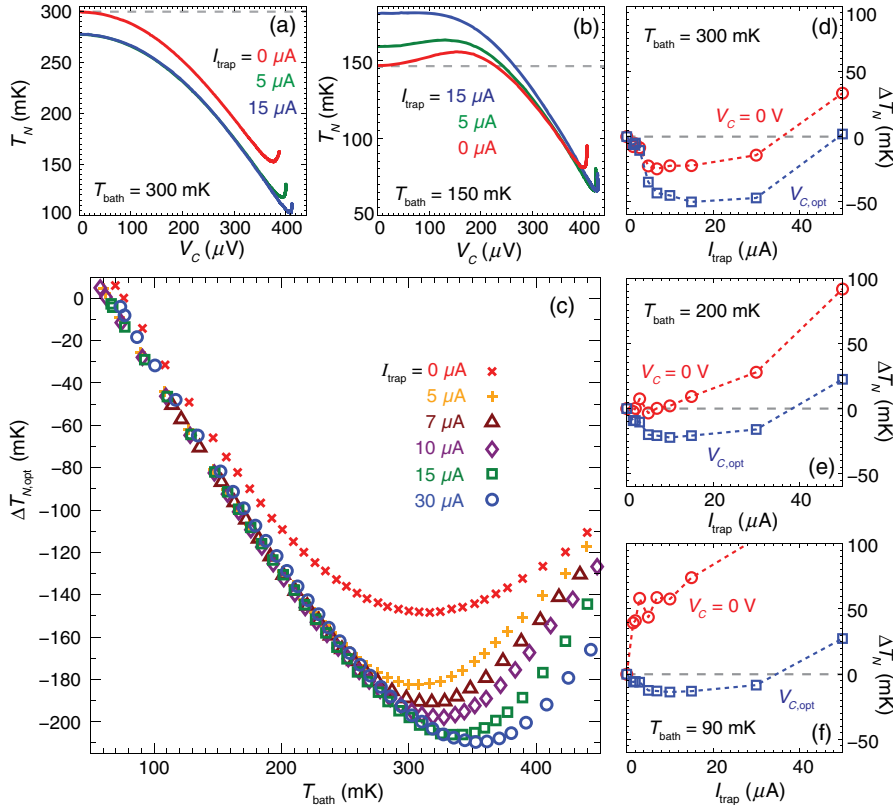 (a)
300
250
200
150
100
T_N (mK)
I_trap = 0 µA
5 µA
15 µA
T_bath = 300 mK
0 100 200 300 400
V_C (µV)
(b)
150
100
50
T_N (mK)
I_trap = 15 µA
5 µA
0 µA
T_bath = 150 mK
0 100 200 300 400
V_C (µV)
(d)
T_bath = 300 mK
V_C = 0 V
V_C,opt
100
50
0
−50
ΔT_N (mK)
0 20 40
I_trap (µA)
(c)
0
−20
−40
−60
−80
−100
−120
−140
−160
−180
−200
ΔT_N,opt (mK)
I_trap = 0 µA
5 µA
7 µA
10 µA
15 µA
30 µA
100 200 300 400
T_bath (mK)
T_bath = 200 mK
V_C = 0 V
V_C,opt
(e)
100
50
0
−50
ΔT_N (mK)
0 20 40
I_trap (µA)
V_C = 0 V
V_C,opt
T_bath = 90 mK
(f)
100
50
0
−50
ΔT_N (mK)
0 20 40
I_trap (µA)